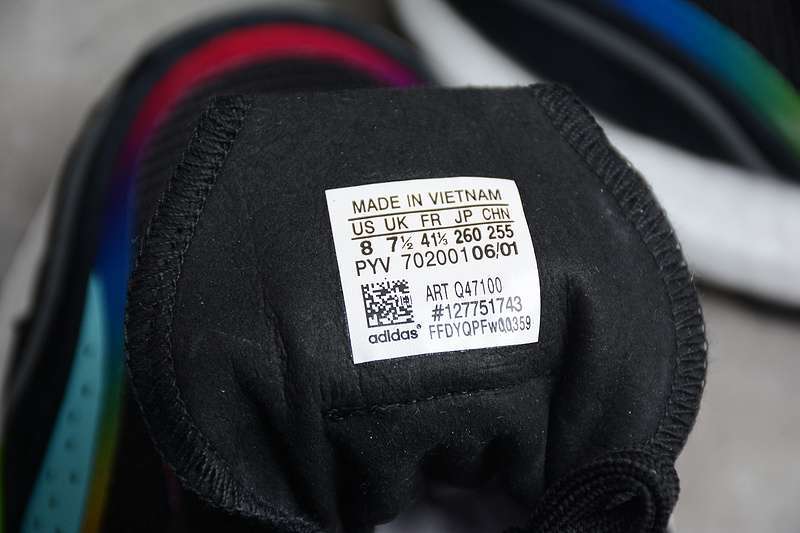 MADE IN VIETNAM
US UK FR JP CHN
8 7½ 41⅓ 260 255
PYV 702001 06/01
ART Q47100
#127751743
adidas® FFDYQPFw00359